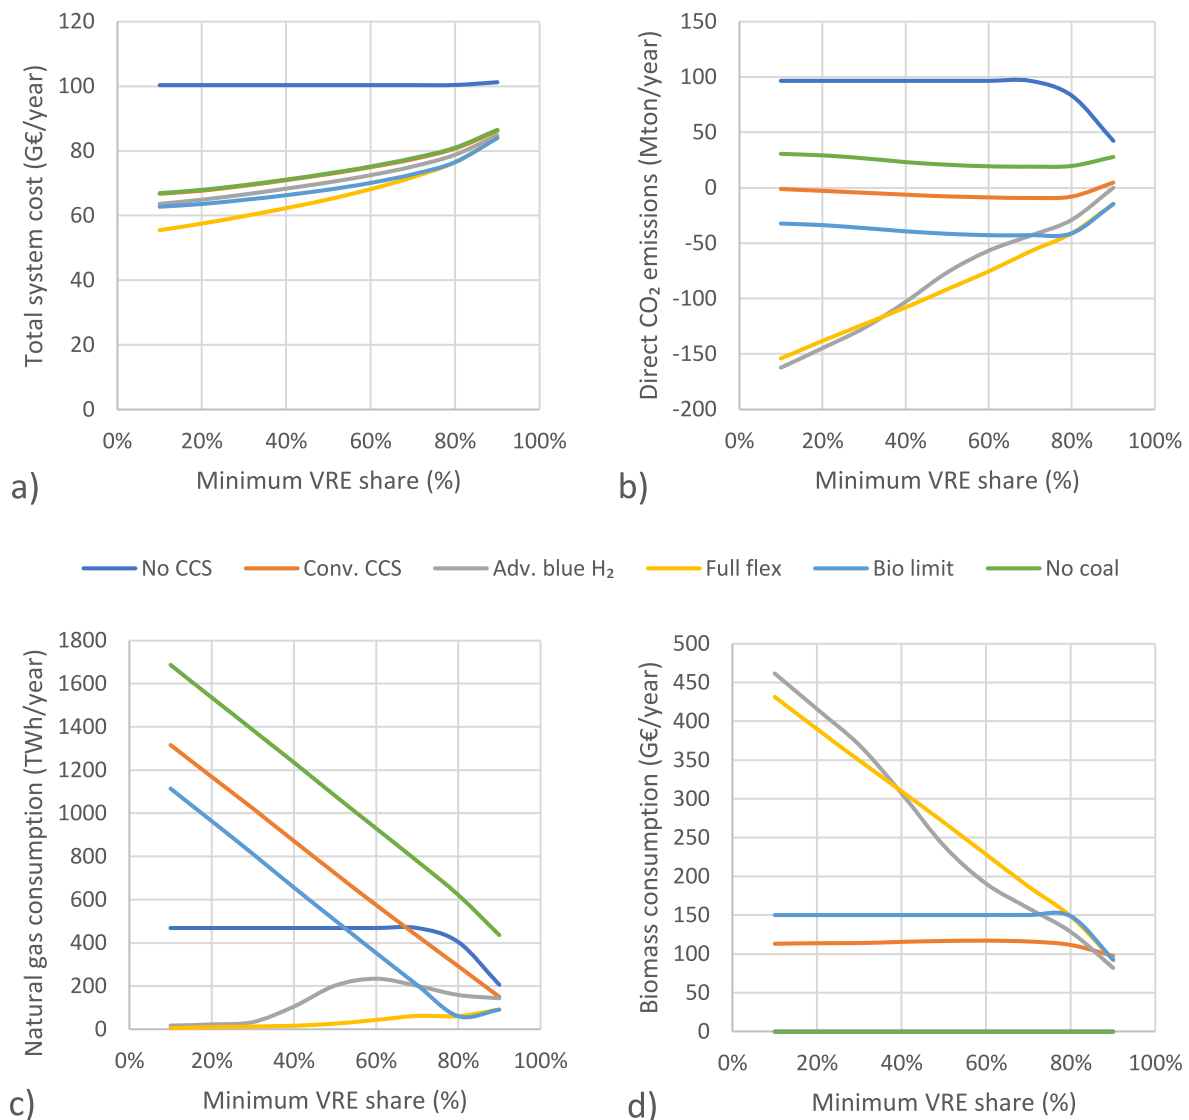 Total system cost (G€/year)
120
100
80
60
40
20
0
0% 20% 40% 60% 80% 100%
Minimum VRE share (%)
a)
Direct CO₂ emissions (Mton/year)
150
100
50
0
-50
-100
-150
-200
0% 20% 40% 60% 80% 100%
Minimum VRE share (%)
b)
No CCS Conv. CCS Adv. blue H₂ Full flex Bio limit No coal
Natural gas consumption (TWh/year)
1800
1600
1400
1200
1000
800
600
400
200
0
0% 20% 40% 60% 80% 100%
Minimum VRE share (%)
c)
Biomass consumption (G€/year)
500
450
400
350
300
250
200
150
100
50
0
0% 20% 40% 60% 80% 100%
Minimum VRE share (%)
d)